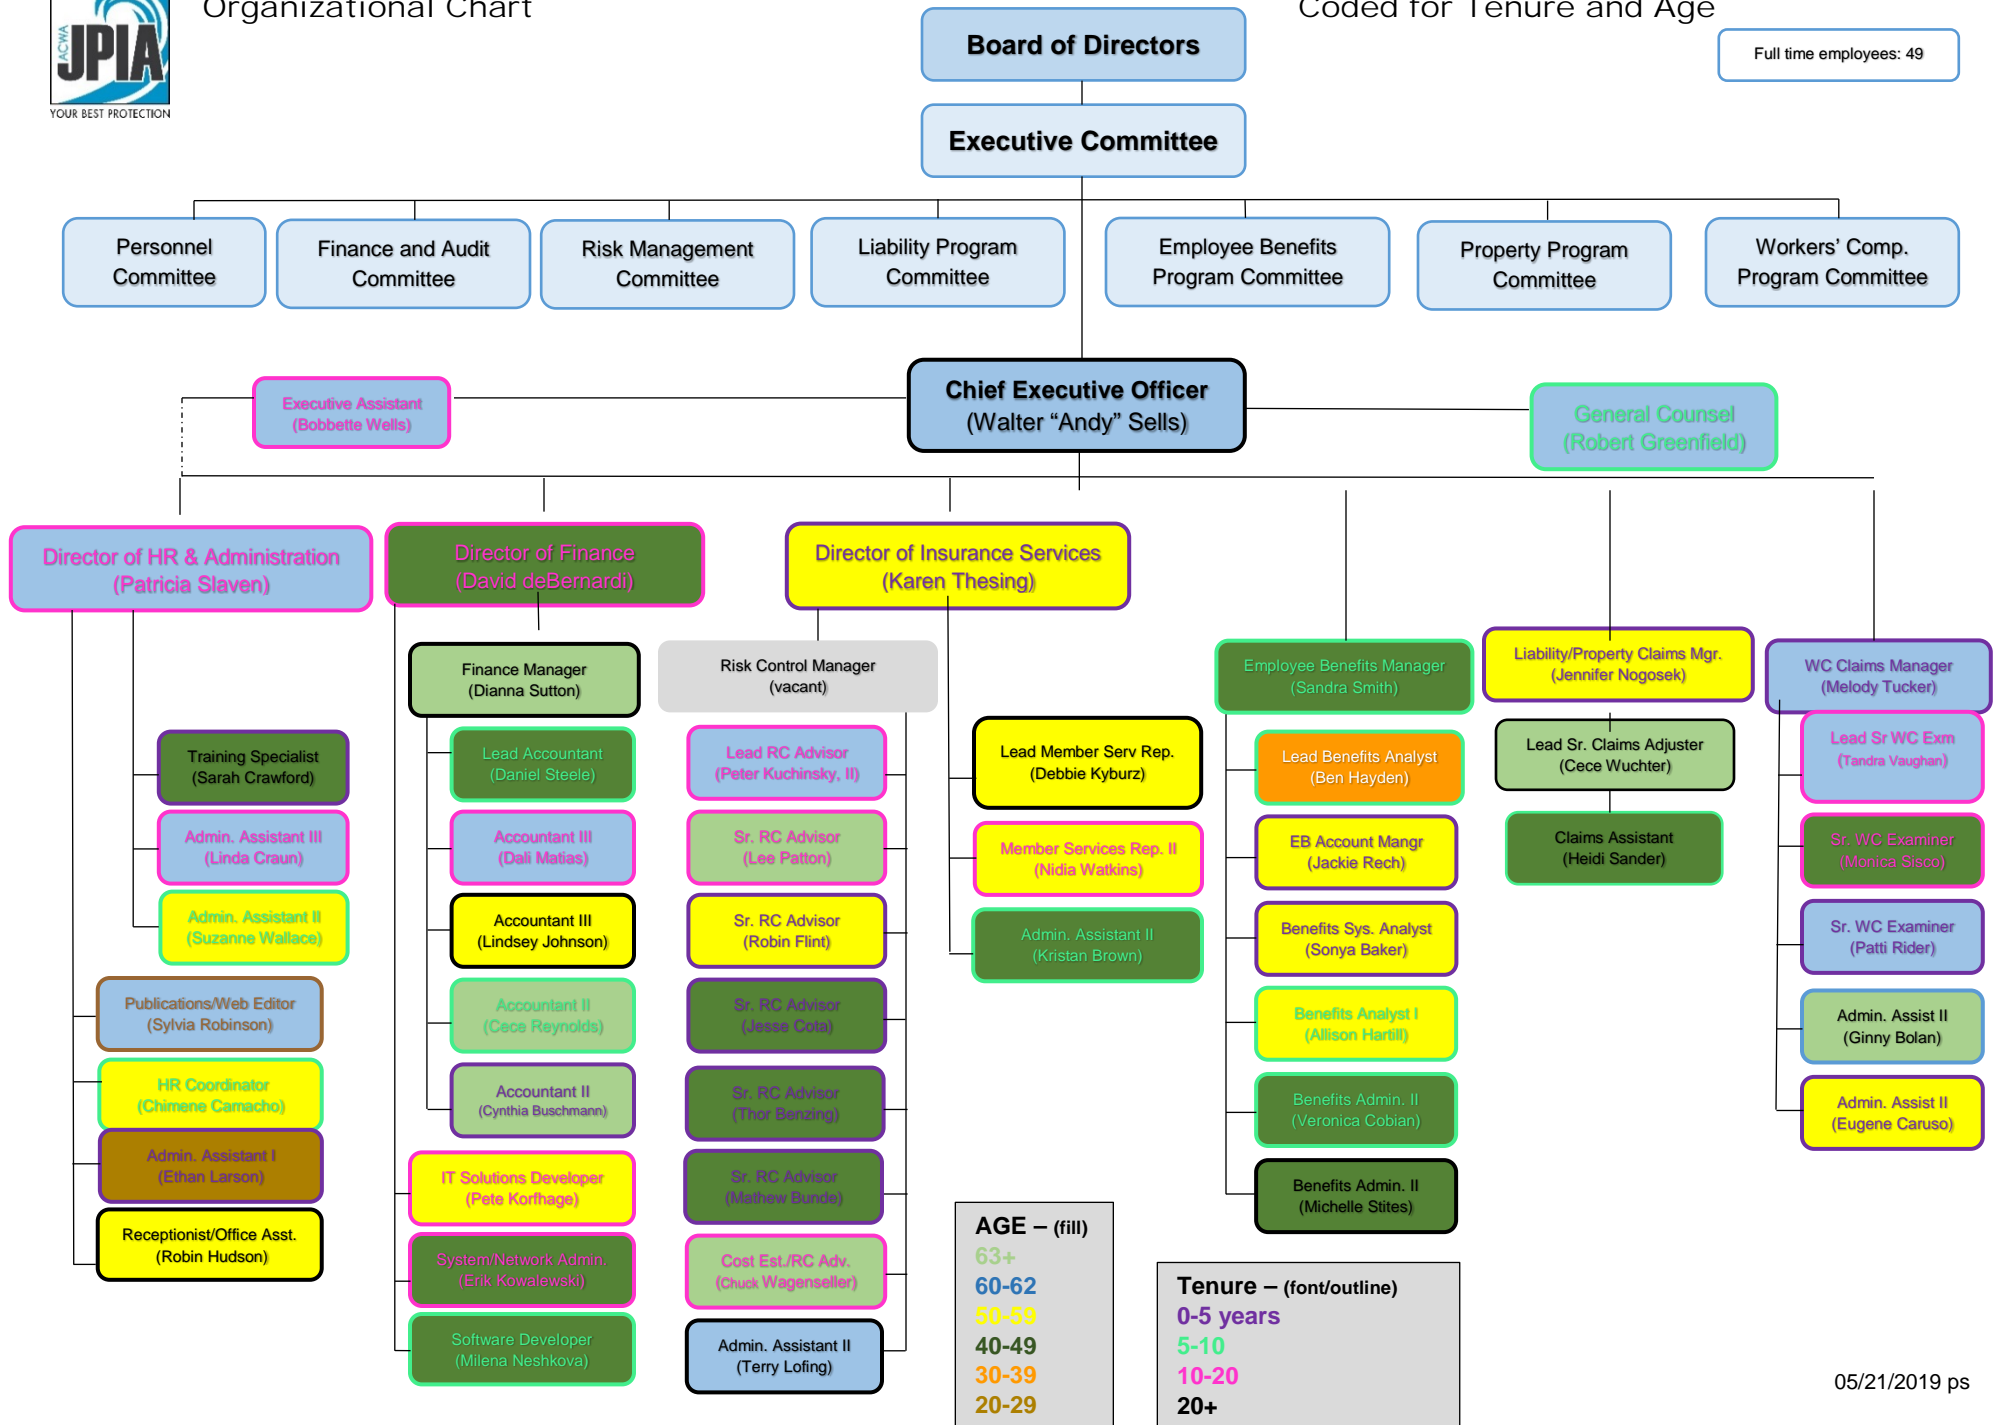 Organizational Chart
Coded for Tenure and Age
ACWA
JPIA
YOUR BEST PROTECTION
Board of Directors
Full time employees: 49
Executive Committee
Personnel
Committee
Finance and Audit
Committee
Risk Management
Committee
Liability Program
Committee
Employee Benefits
Program Committee
Property Program
Committee
Workers' Comp.
Program Committee
Executive Assistant
(Bobbette Wells)
Chief Executive Officer
(Walter “Andy” Sells)
General Counsel
(Robert Greenfield)
Director of HR & Administration
(Patricia Slaven)
Director of Finance
(David deBernardi)
Director of Insurance Services
(Karen Thesing)
Training Specialist
(Sarah Crawford)
Admin. Assistant III
(Linda Craun)
Admin. Assistant II
(Suzanne Wallace)
Publications/Web Editor
(Sylvia Robinson)
HR Coordinator
(Chimene Camacho)
Admin. Assistant I
(Ethan Larson)
Receptionist/Office Asst.
(Robin Hudson)
Finance Manager
(Dianna Sutton)
Lead Accountant
(Daniel Steele)
Accountant III
(Dali Matias)
Accountant III
(Lindsey Johnson)
Accountant II
(Cece Reynolds)
Accountant II
(Cynthia Buschmann)
IT Solutions Developer
(Pete Korfhage)
System/Network Admin.
(Erik Kowalewski)
Software Developer
(Milena Neshkova)
Risk Control Manager
(vacant)
Lead RC Advisor
(Peter Kuchinsky, II)
Sr. RC Advisor
(Lee Patton)
Sr. RC Advisor
(Robin Flint)
Sr. RC Advisor
(Jesse Cota)
Sr. RC Advisor
(Thor Benzing)
Sr. RC Advisor
(Mathew Bunde)
Cost Est./RC Adv.
(Chuck Wagenseller)
Admin. Assistant II
(Terry Lofing)
Lead Member Serv Rep.
(Debbie Kyburz)
Member Services Rep. II
(Nidia Watkins)
Admin. Assistant II
(Kristan Brown)
Employee Benefits Manager
(Sandra Smith)
Lead Benefits Analyst
(Ben Hayden)
EB Account Mangr
(Jackie Rech)
Benefits Sys. Analyst
(Sonya Baker)
Benefits Analyst I
(Allison Hartill)
Benefits Admin. II
(Veronica Cobian)
Benefits Admin. II
(Michelle Stites)
Liability/Property Claims Mgr.
(Jennifer Nogosek)
Lead Sr. Claims Adjuster
(Cece Wuchter)
Claims Assistant
(Heidi Sander)
WC Claims Manager
(Melody Tucker)
Lead Sr WC Exm
(Tandra Vaughan)
Sr. WC Examiner
(Monica Sisco)
Sr. WC Examiner
(Patti Rider)
Admin. Assist II
(Ginny Bolan)
Admin. Assist II
(Eugene Caruso)
AGE – (fill)
63+
60-62
50-59
40-49
30-39
20-29
Tenure – (font/outline)
0-5 years
5-10
10-20
20+
05/21/2019 ps